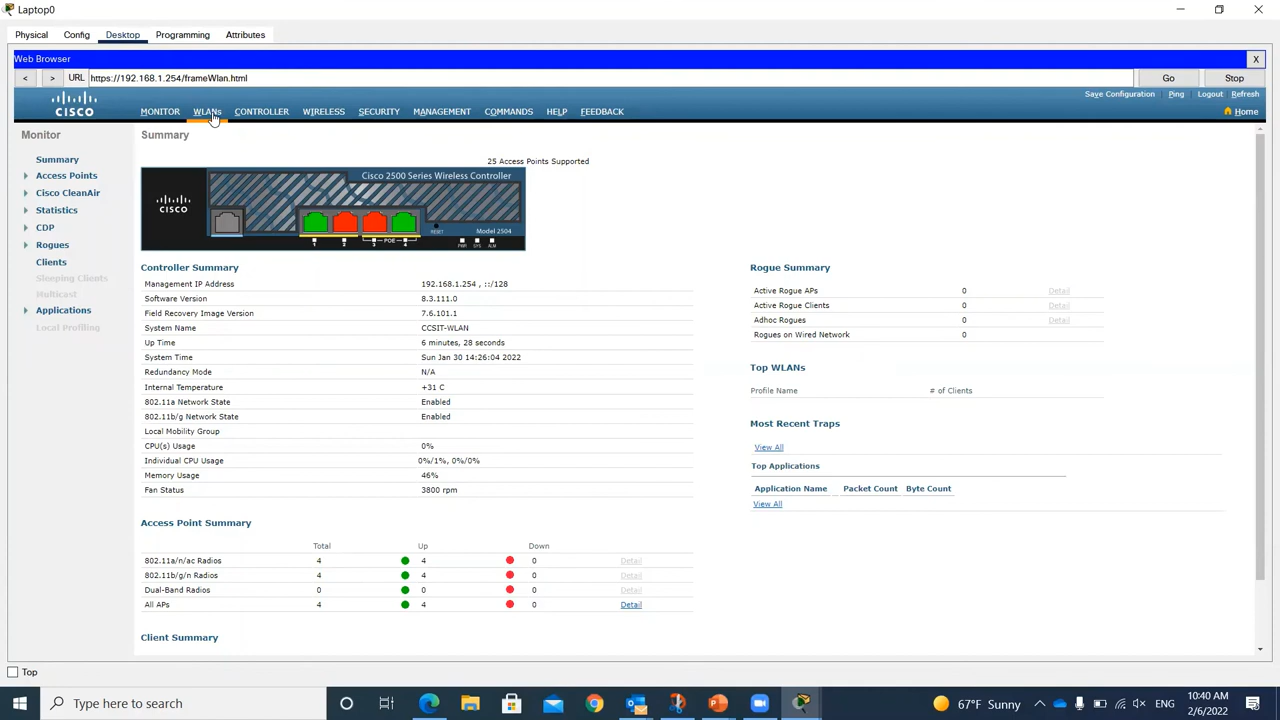 Laptop0
Physical Config Desktop Programming Attributes
Web Browser X
< > URL https://192.168.1.254/frameWlan.html Go Stop
Save Configuration Ping Logout Refresh
CISCO MONITOR WLANs CONTROLLER WIRELESS SECURITY MANAGEMENT COMMANDS HELP FEEDBACK Home
Monitor
Summary
Access Points
Cisco CleanAir
Statistics
CDP
Rogues
Clients
Sleeping Clients
Multicast
Applications
Local Profiling
Summary
25 Access Points Supported
Cisco 2500 Series Wireless Controller
CISCO
RESET
Model 2504
1 2 3 POE 4 PWR SYS ALM
Controller Summary
Management IP Address 192.168.1.254 , ::/128
Software Version 8.3.111.0
Field Recovery Image Version 7.6.101.1
System Name CCSIT-WLAN
Up Time 6 minutes, 28 seconds
System Time Sun Jan 30 14:26:04 2022
Redundancy Mode N/A
Internal Temperature +31 C
802.11a Network State Enabled
802.11b/g Network State Enabled
Local Mobility Group
CPU(s) Usage 0%
Individual CPU Usage 0%/1%, 0%/0%
Memory Usage 46%
Fan Status 3800 rpm
Access Point Summary
Total Up Down
802.11a/n/ac Radios 4 4 0 Detail
802.11b/g/n Radios 4 4 0 Detail
Dual-Band Radios 0 0 0 Detail
All APs 4 4 0 Detail
Client Summary
Rogue Summary
Active Rogue APs 0 Detail
Active Rogue Clients 0 Detail
Adhoc Rogues 0 Detail
Rogues on Wired Network 0
Top WLANs
Profile Name # of Clients
Most Recent Traps
View All
Top Applications
Application Name Packet Count Byte Count
View All
Top
Type here to search
67°F Sunny ENG
10:40 AM
2/6/2022